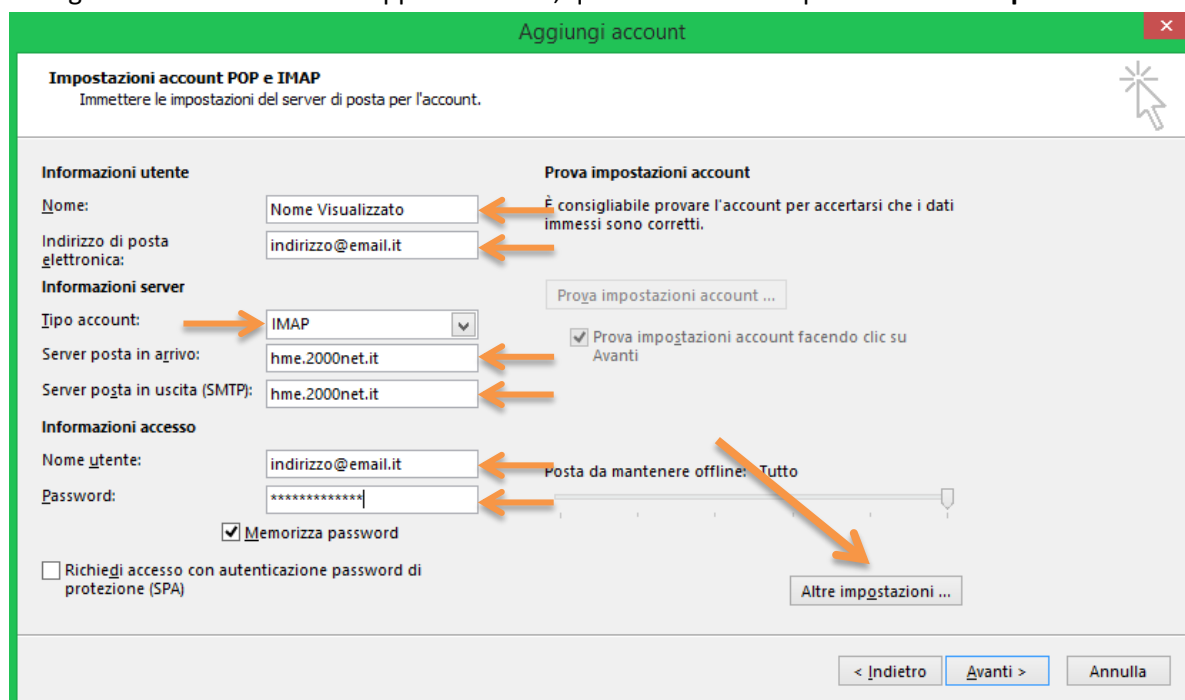 Aggiungi account
Impostazioni account POP e IMAP
Immettere le impostazioni del server di posta per l'account.
Informazioni utente
Nome:
Nome Visualizzato
Indirizzo di posta
elettronica:
indirizzo@email.it
Informazioni server
Tipo account:
IMAP
Server posta in arrivo:
hme.2000net.it
Server posta in uscita (SMTP):
hme.2000net.it
Informazioni accesso
Nome utente:
indirizzo@email.it
Password:
*************
Memorizza password
Richiedi accesso con autenticazione password di
protezione (SPA)
Prova impostazioni account
È consigliabile provare l'account per accertarsi che i dati
immessi sono corretti.
Prova impostazioni account ...
Prova impostazioni account facendo clic su
Avanti
Posta da mantenere offline: Tutto
Altre impostazioni ...
< Indietro
Avanti >
Annulla